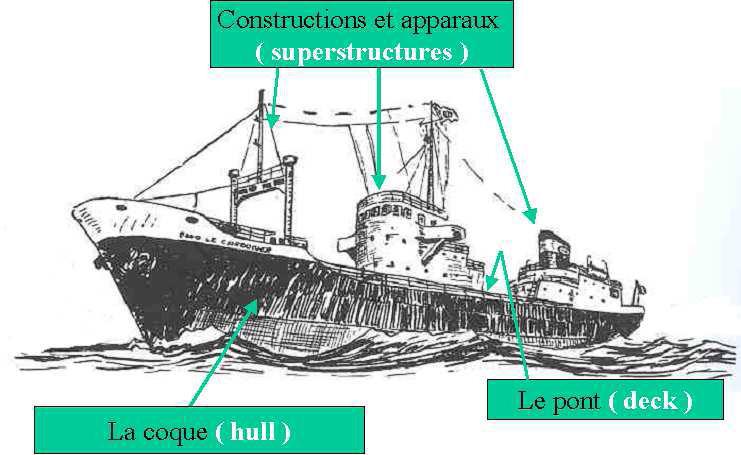 Constructions et apparaux
( superstructures )
Le pont ( deck )
La coque ( hull )